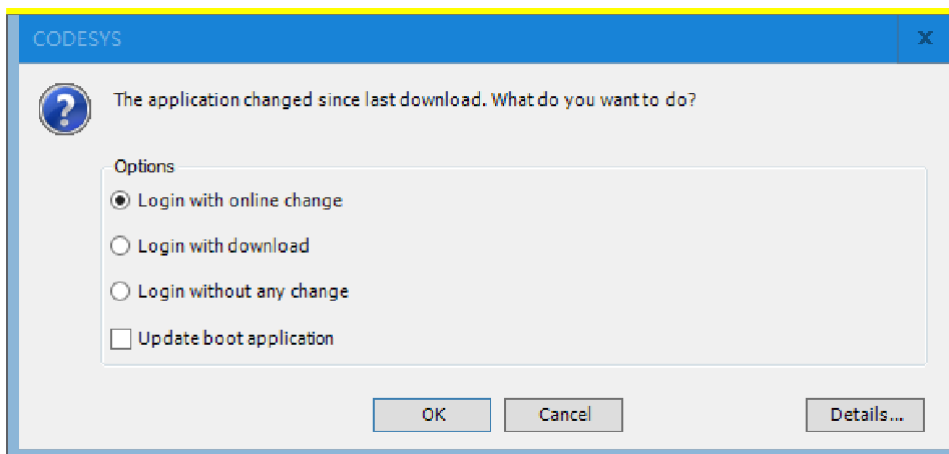 CODESYS
x
The application changed since last download. What do you want to do?
Options
Login with online change
Login with download
Login without any change
Update boot application
OK
Cancel
Details...